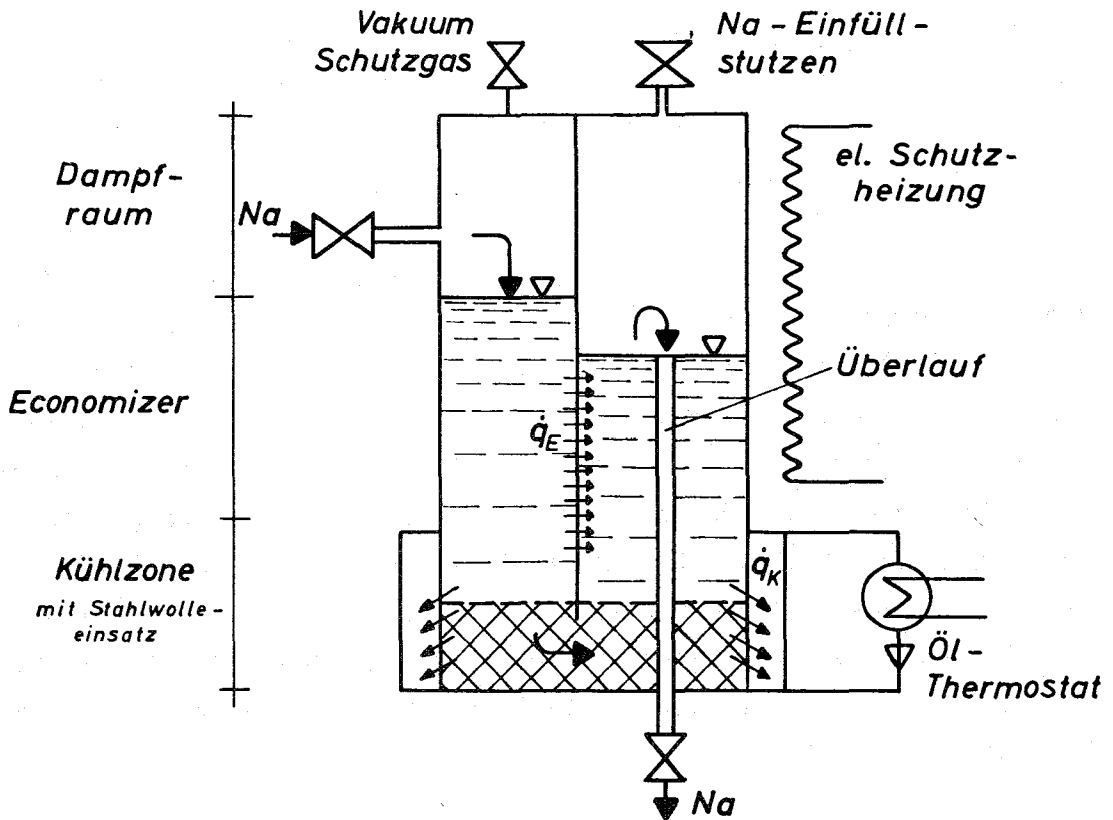 Vakuum
Schutzgas
Na - Einfüll-
stutzen
Dampf-
raum
Na
el. Schutz-
heizung
Überlauf
Economizer
q̇E
Kühlzone
mit Stahlwolle-
einsatz
q̇K
Öl-
Thermostat
Na